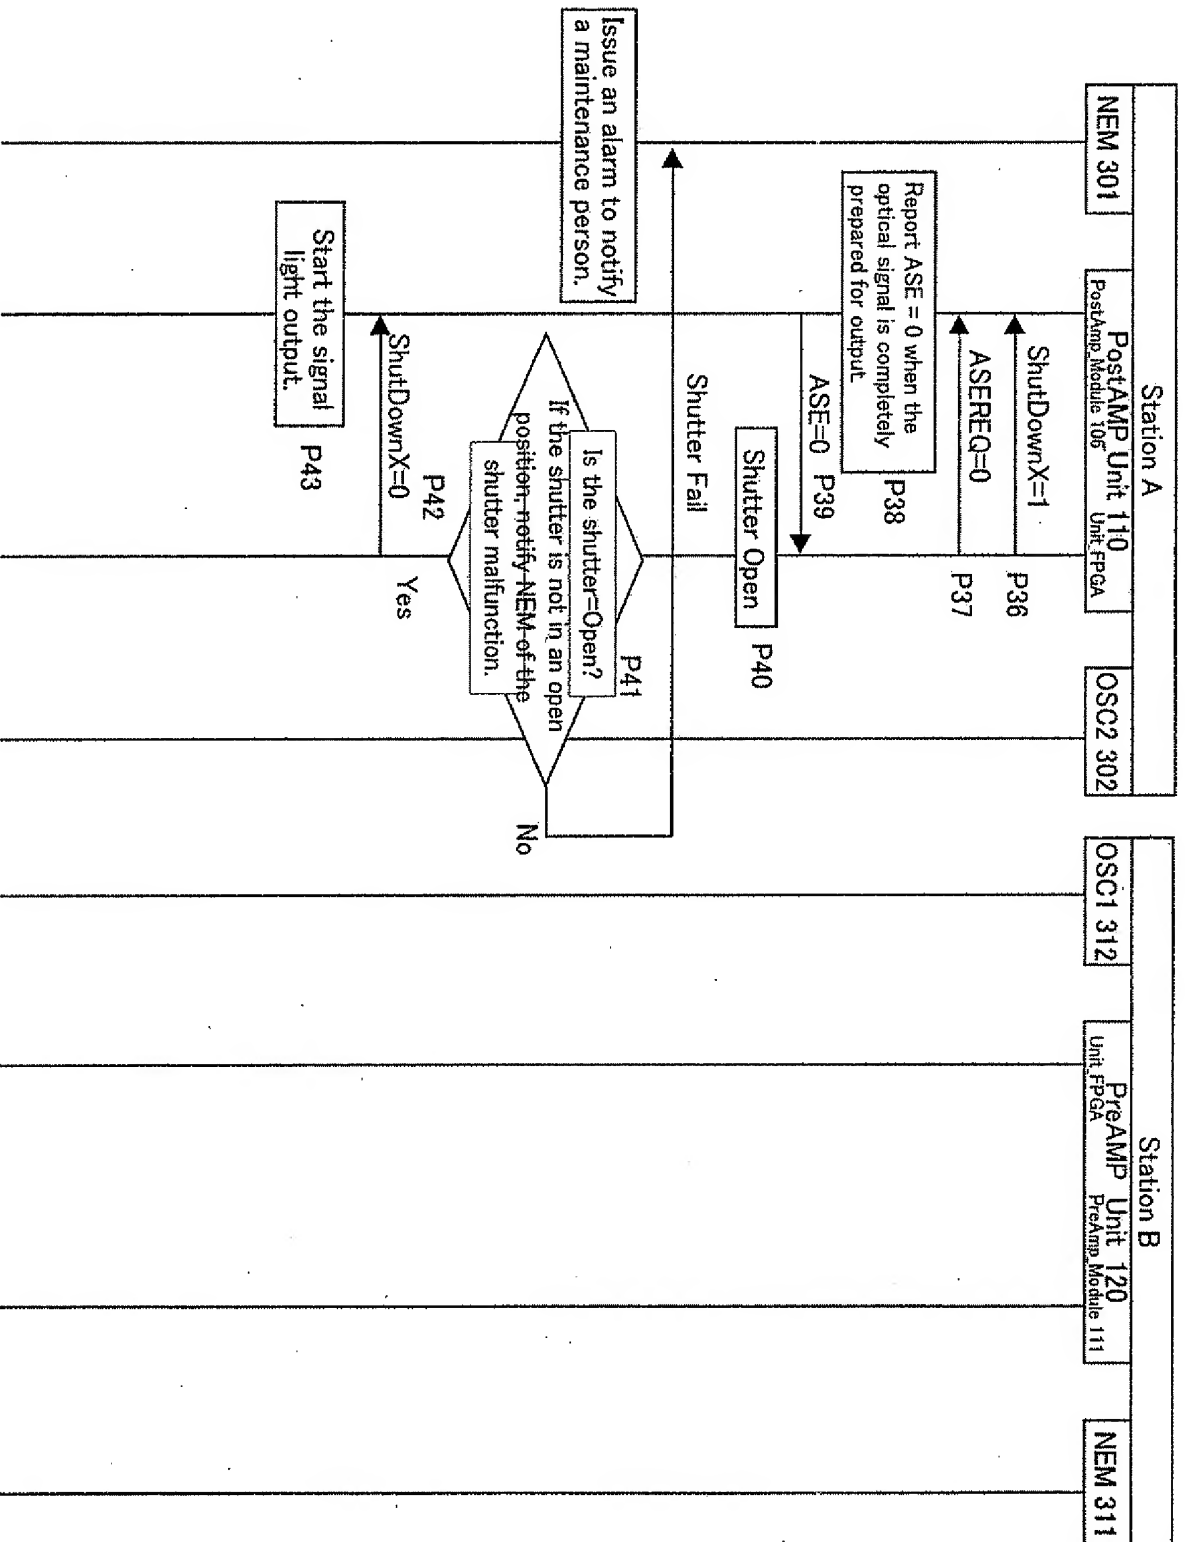 Station A
Station B
NEM 301
PostAMP Unit 110
PostAmp_Module 106
Unit_FPGA
OSC2 302
OSC1 312
PreAMP Unit 120
Unit_FPGA
PreAmp_Module 111
NEM 311
ShutDownX=1
P36
ASEREQ=0
P37
Report ASE = 0 when the
optical signal is completely
prepared for output.
P38
ASE=0
P39
Shutter Open
P40
Shutter Fail
Issue an alarm to notify
a maintenance person.
P41
Is the shutter=Open?
If the shutter is not in an open
position, notify NEM of the
shutter malfunction.
No
Yes
P42
ShutDownX=0
Start the signal
light output.
P43